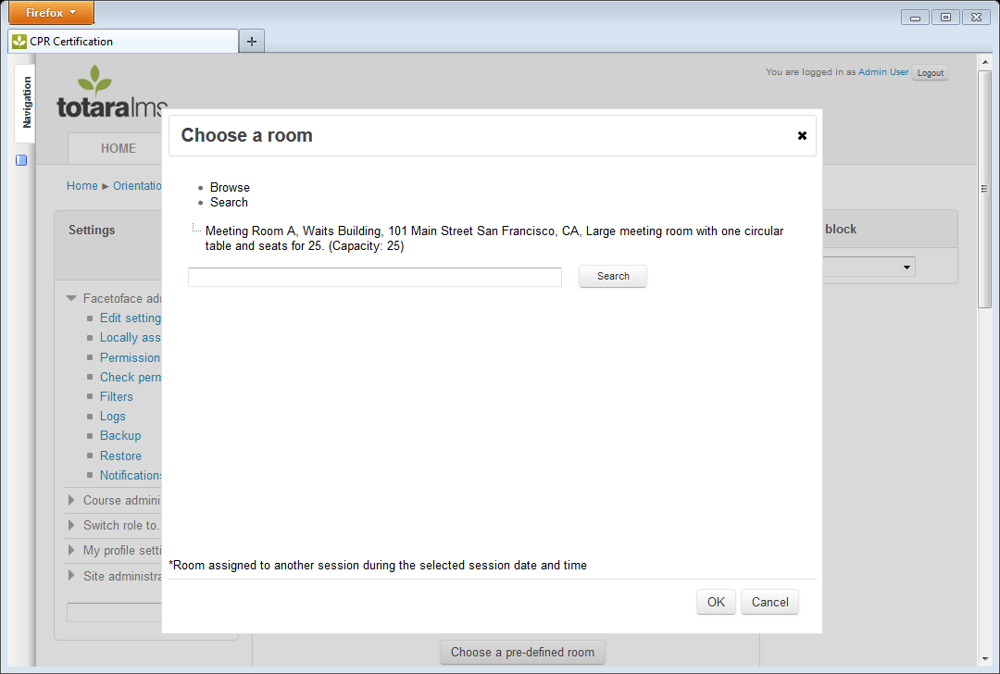 Firefox
CPR Certification
Navigation
totaralms
You are logged in as Admin User
Logout
HOME
Home ► Orientatio
Settings
Facetoface adm
Edit setting
Locally ass
Permission
Check perm
Filters
Logs
Backup
Restore
Notifications
Course admini
Switch role to.
My profile setti
Site administra
Choose a room
Browse
Search
Meeting Room A, Waits Building, 101 Main Street San Francisco, CA, Large meeting room with one circular
table and seats for 25. (Capacity: 25)
Search
*Room assigned to another session during the selected session date and time
OK
Cancel
block
Choose a pre-defined room